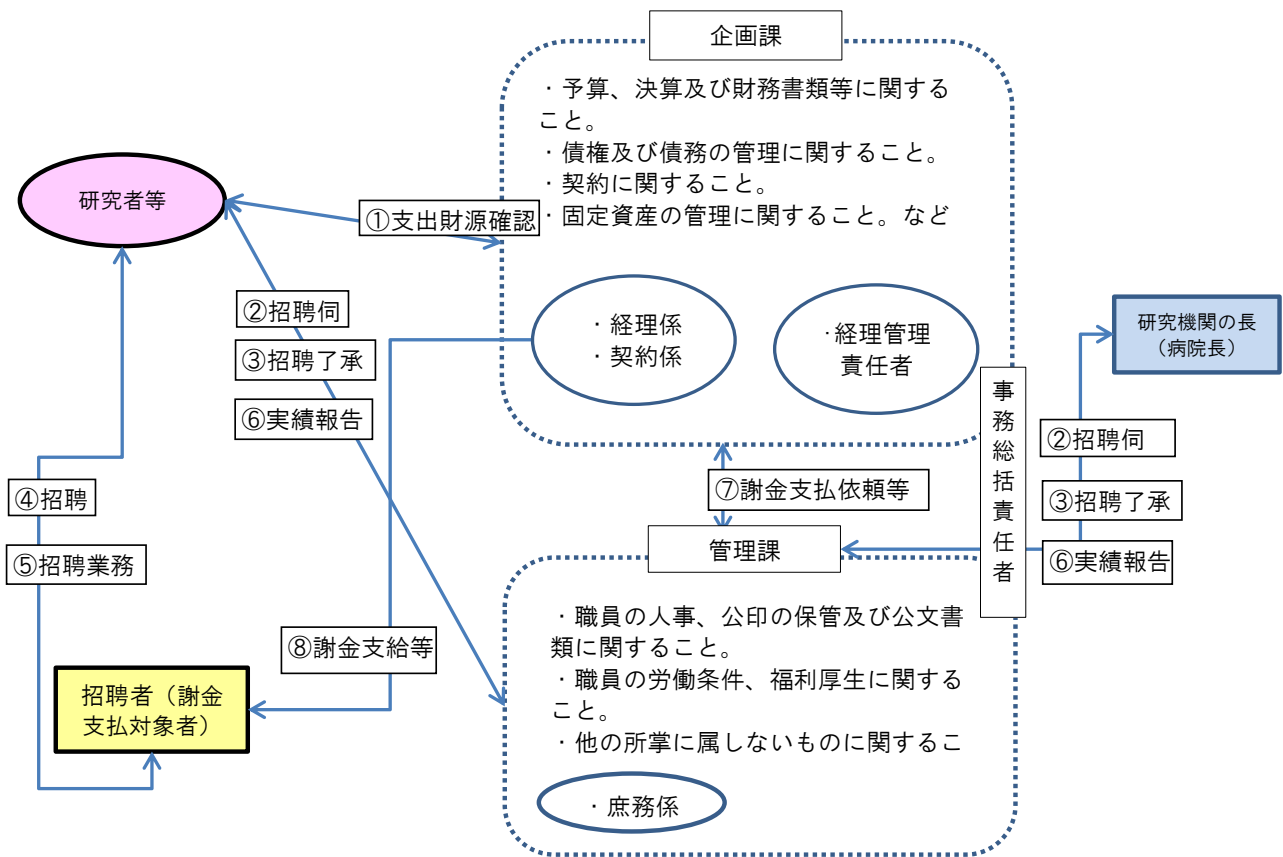 企画課
・予算、決算及び財務書類等に関する
こと。
・債権及び債務の管理に関すること。
・契約に関すること。
・固定資産の管理に関すること。など
研究者等
①支出財源確認
②招聘伺
③招聘了承
⑥実績報告
・経理係
・契約係
・経理管理
責任者
研究機関の長
（病院長）
事務総括責任者
②招聘伺
③招聘了承
⑥実績報告
④招聘
⑤招聘業務
⑦謝金支払依頼等
管理課
⑧謝金支給等
招聘者（謝金
支払対象者）
・職員の人事、公印の保管及び公文書
類に関すること。
・職員の労働条件、福利厚生に関する
こと。
・他の所掌に属しないものに関するこ
・庶務係